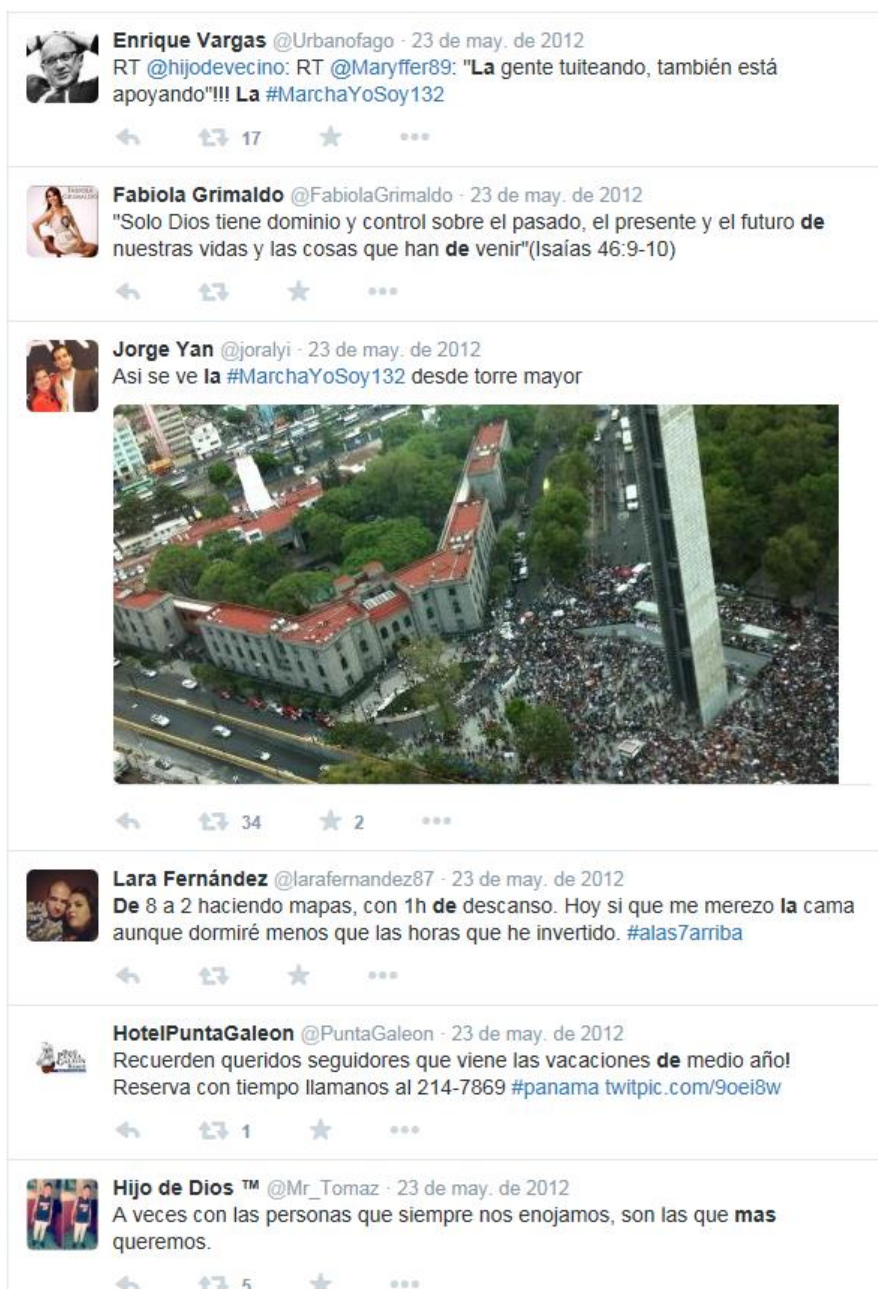 Enrique Vargas @Urbanofago · 23 de may. de 2012
RT @hijodevecino: RT @Maryffer89: "La gente tuiteando, también está
apoyando"!!! La #MarchaYoSoy132
17
Fabiola Grimaldo @FabiolaGrimaldo · 23 de may. de 2012
"Solo Dios tiene dominio y control sobre el pasado, el presente y el futuro de
nuestras vidas y las cosas que han de venir"(Isaías 46:9-10)
Jorge Yan @joralyi · 23 de may. de 2012
Asi se ve la #MarchaYoSoy132 desde torre mayor
34 2
Lara Fernández @larafernandez87 · 23 de may. de 2012
De 8 a 2 haciendo mapas, con 1h de descanso. Hoy si que me merezo la cama
aunque dormiré menos que las horas que he invertido. #alas7arriba
HotelPuntaGaleon @PuntaGaleon · 23 de may. de 2012
Recuerden queridos seguidores que viene las vacaciones de medio año!
Reserva con tiempo llamanos al 214-7869 #panama twitpic.com/9oei8w
1
Hijo de Dios ™ @Mr_Tomaz · 23 de may. de 2012
A veces con las personas que siempre nos enojamos, son las que mas
queremos.
5